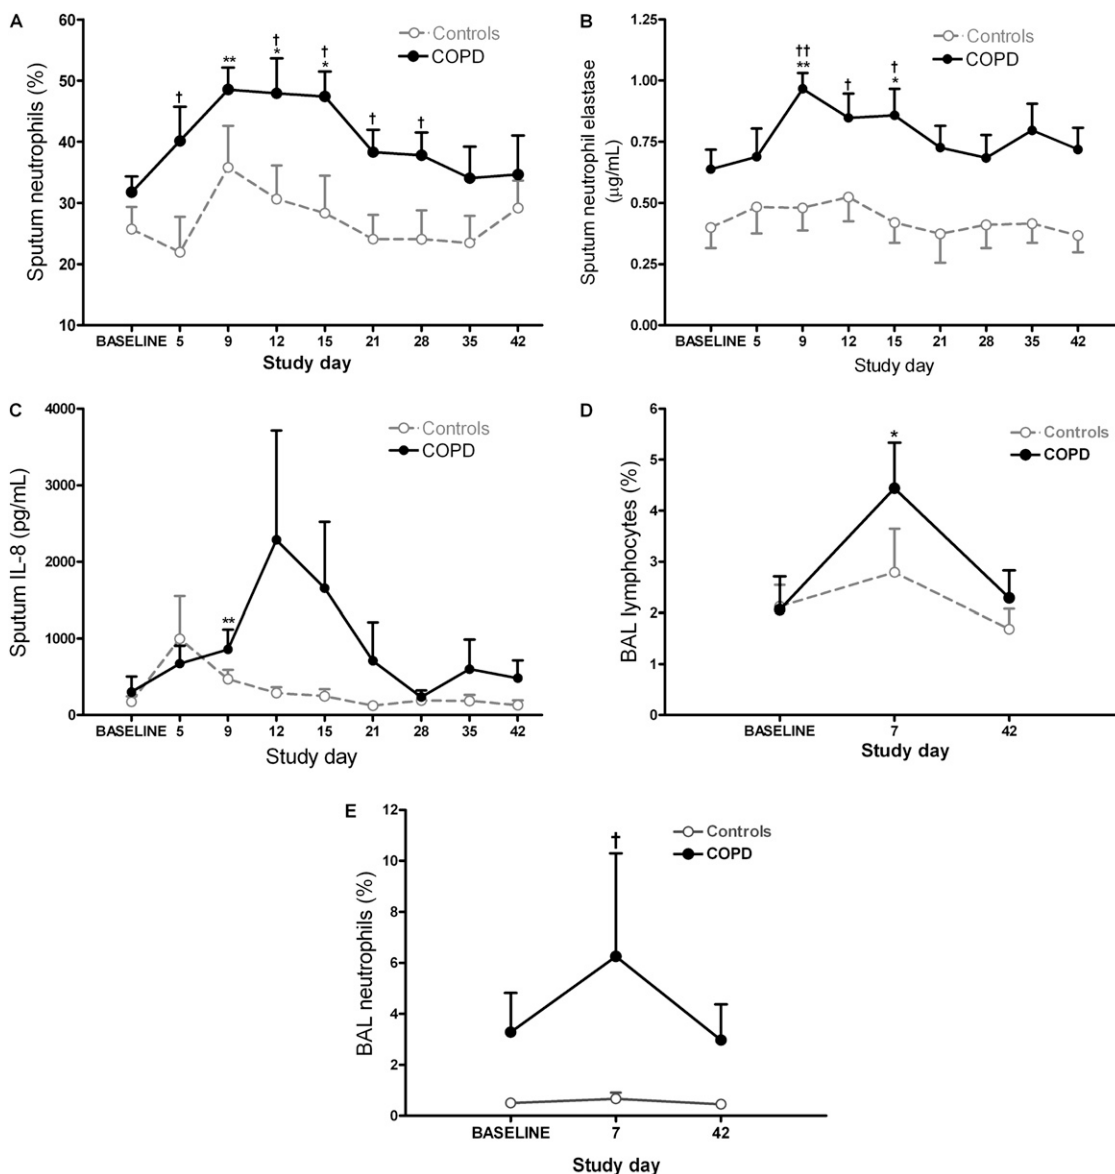 A
Sputum neutrophils (%)
60
50
40
30
20
10
Controls
COPD
†
**
†
*
†
*
†
†
BASELINE 5 9 12 15 21 28 35 42
Study day
B
Sputum neutrophil elastase
(µg/mL)
1.25
1.00
0.75
0.50
0.25
0.00
Controls
COPD
††
**
†
†
*
BASELINE 5 9 12 15 21 28 35 42
Study day
C
Sputum IL-8 (pg/mL)
4000
3000
2000
1000
0
Controls
COPD
**
BASELINE 5 9 12 15 21 28 35 42
Study day
D
BAL lymphocytes (%)
6
5
4
3
2
1
0
Controls
COPD
*
BASELINE 7 42
Study day
E
BAL neutrophils (%)
12
10
8
6
4
2
0
Controls
COPD
†
BASELINE 7 42
Study day